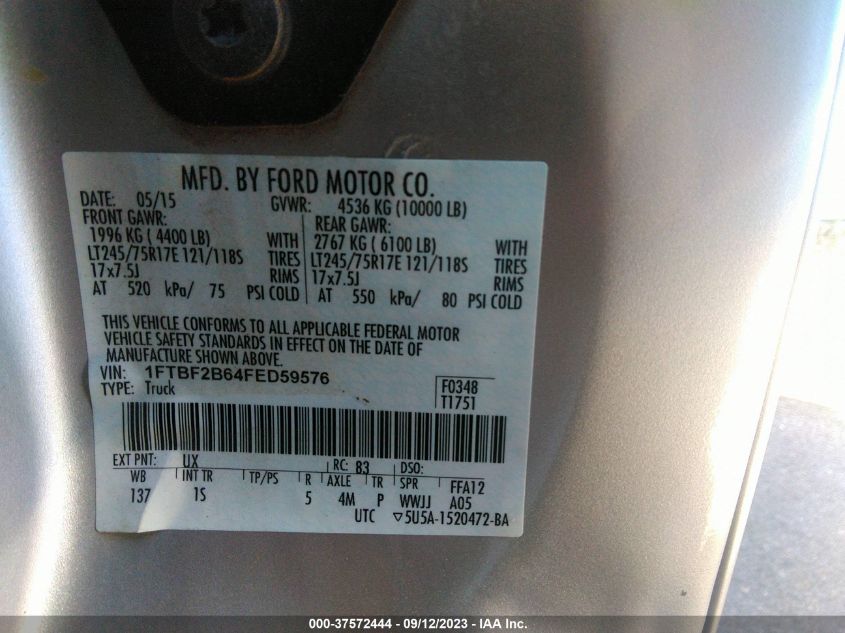 MFD. BY FORD MOTOR CO.
DATE: 05/15 GVWR: 4536 KG (10000 LB)
FRONT GAWR: REAR GAWR:
1996 KG ( 4400 LB) WITH 2767 KG ( 6100 LB) WITH
LT245/75R17E 121/118S TIRES LT245/75R17E 121/118S TIRES
17x7.5J RIMS 17x7.5J RIMS
AT 520 kPa/ 75 PSI COLD AT 550 kPa/ 80 PSI COLD
THIS VEHICLE CONFORMS TO ALL APPLICABLE FEDERAL MOTOR
VEHICLE SAFETY STANDARDS IN EFFECT ON THE DATE OF
MANUFACTURE SHOWN ABOVE.
VIN: 1FTBF2B64FED59576
TYPE: Truck
F0348
T1751
EXT PNT: UX RC: 83 DSO:
WB INT TR TP/PS R AXLE TR SPR FFA12
137 1S 5 4M P WWJJ A05
UTC ▽5U5A-1520472-BA
000-37572444 - 09/12/2023 - IAA Inc.